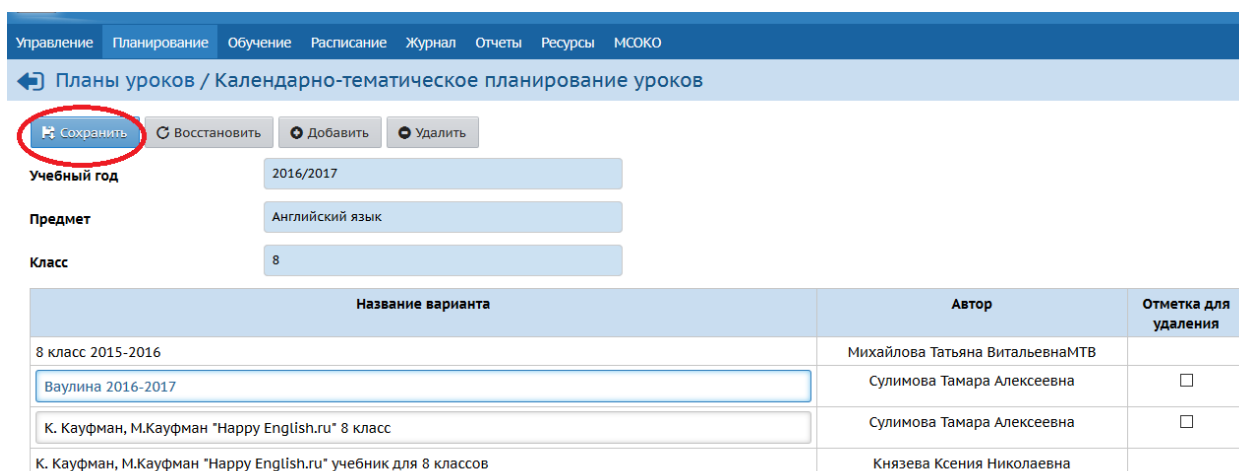 Управление Планирование Обучение Расписание Журнал Отчеты Ресурсы МСОКО
Планы уроков / Календарно-тематическое планирование уроков
Сохранить Восстановить Добавить Удалить
Учебный год 2016/2017
Предмет Английский язык
Класс 8
Название варианта Автор Отметка для
удаления
8 класс 2015-2016 Михайлова Татьяна ВитальевнаМТВ
Ваулина 2016-2017 Сулимова Тамара Алексеевна
К. Кауфман, М.Кауфман "Happy English.ru" 8 класс Сулимова Тамара Алексеевна
К. Кауфман, М.Кауфман "Happy English.ru" учебник для 8 классов Князева Ксения Николаевна